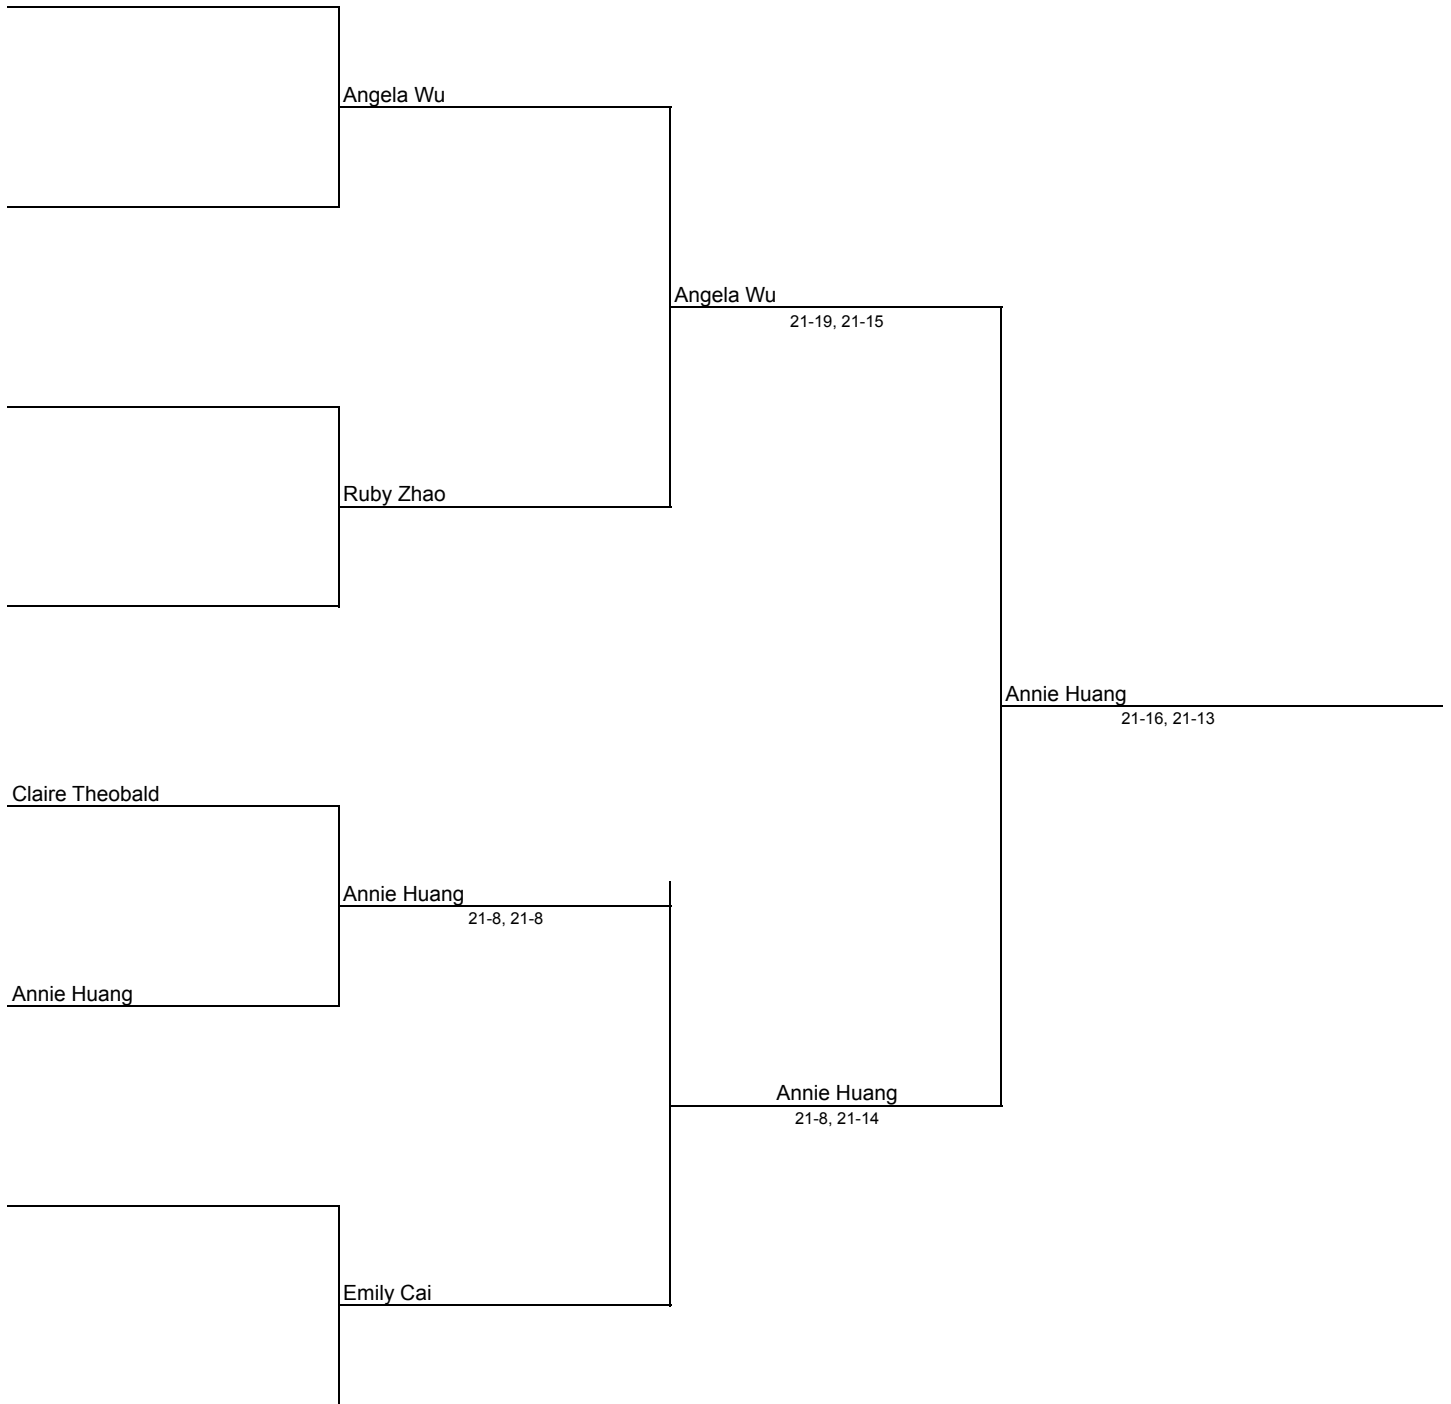 Angela Wu
Angela Wu
21-19, 21-15
Ruby Zhao
Annie Huang
21-16, 21-13
Claire Theobald
Annie Huang
21-8, 21-8
Annie Huang
Annie Huang
21-8, 21-14
Emily Cai